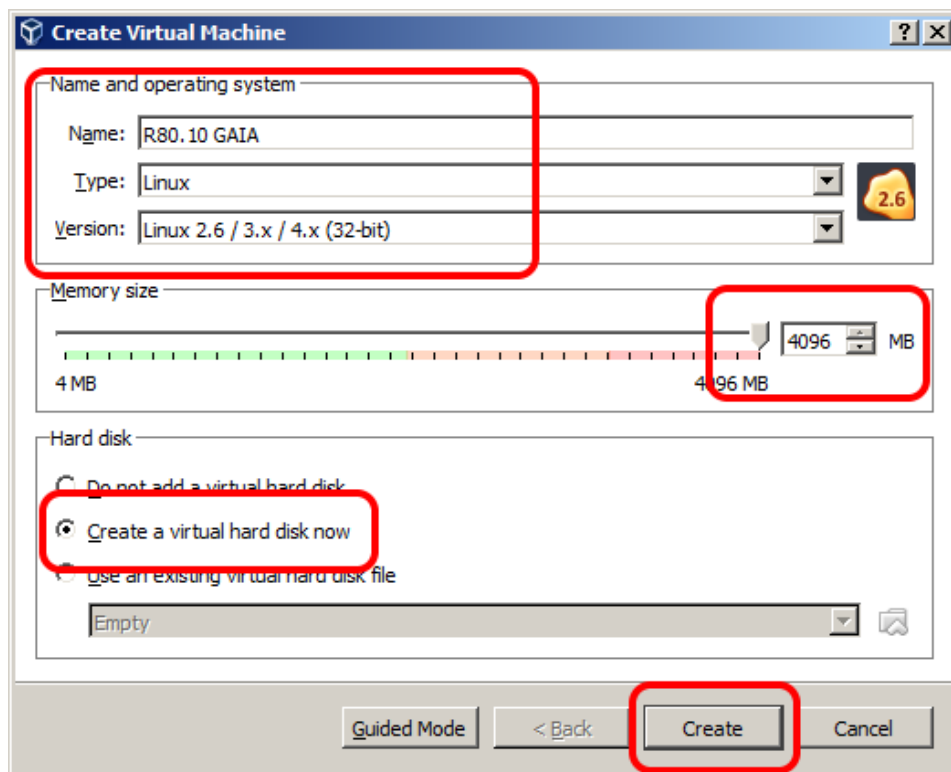 Create Virtual Machine
Name and operating system
Name: R80.10 GAIA
Type: Linux
2.6
Version: Linux 2.6 / 3.x / 4.x (32-bit)
Memory size
4096 MB
4 MB 4096 MB
Hard disk
Do not add a virtual hard disk
Create a virtual hard disk now
Use an existing virtual hard disk file
Empty
Guided Mode < Back Create Cancel